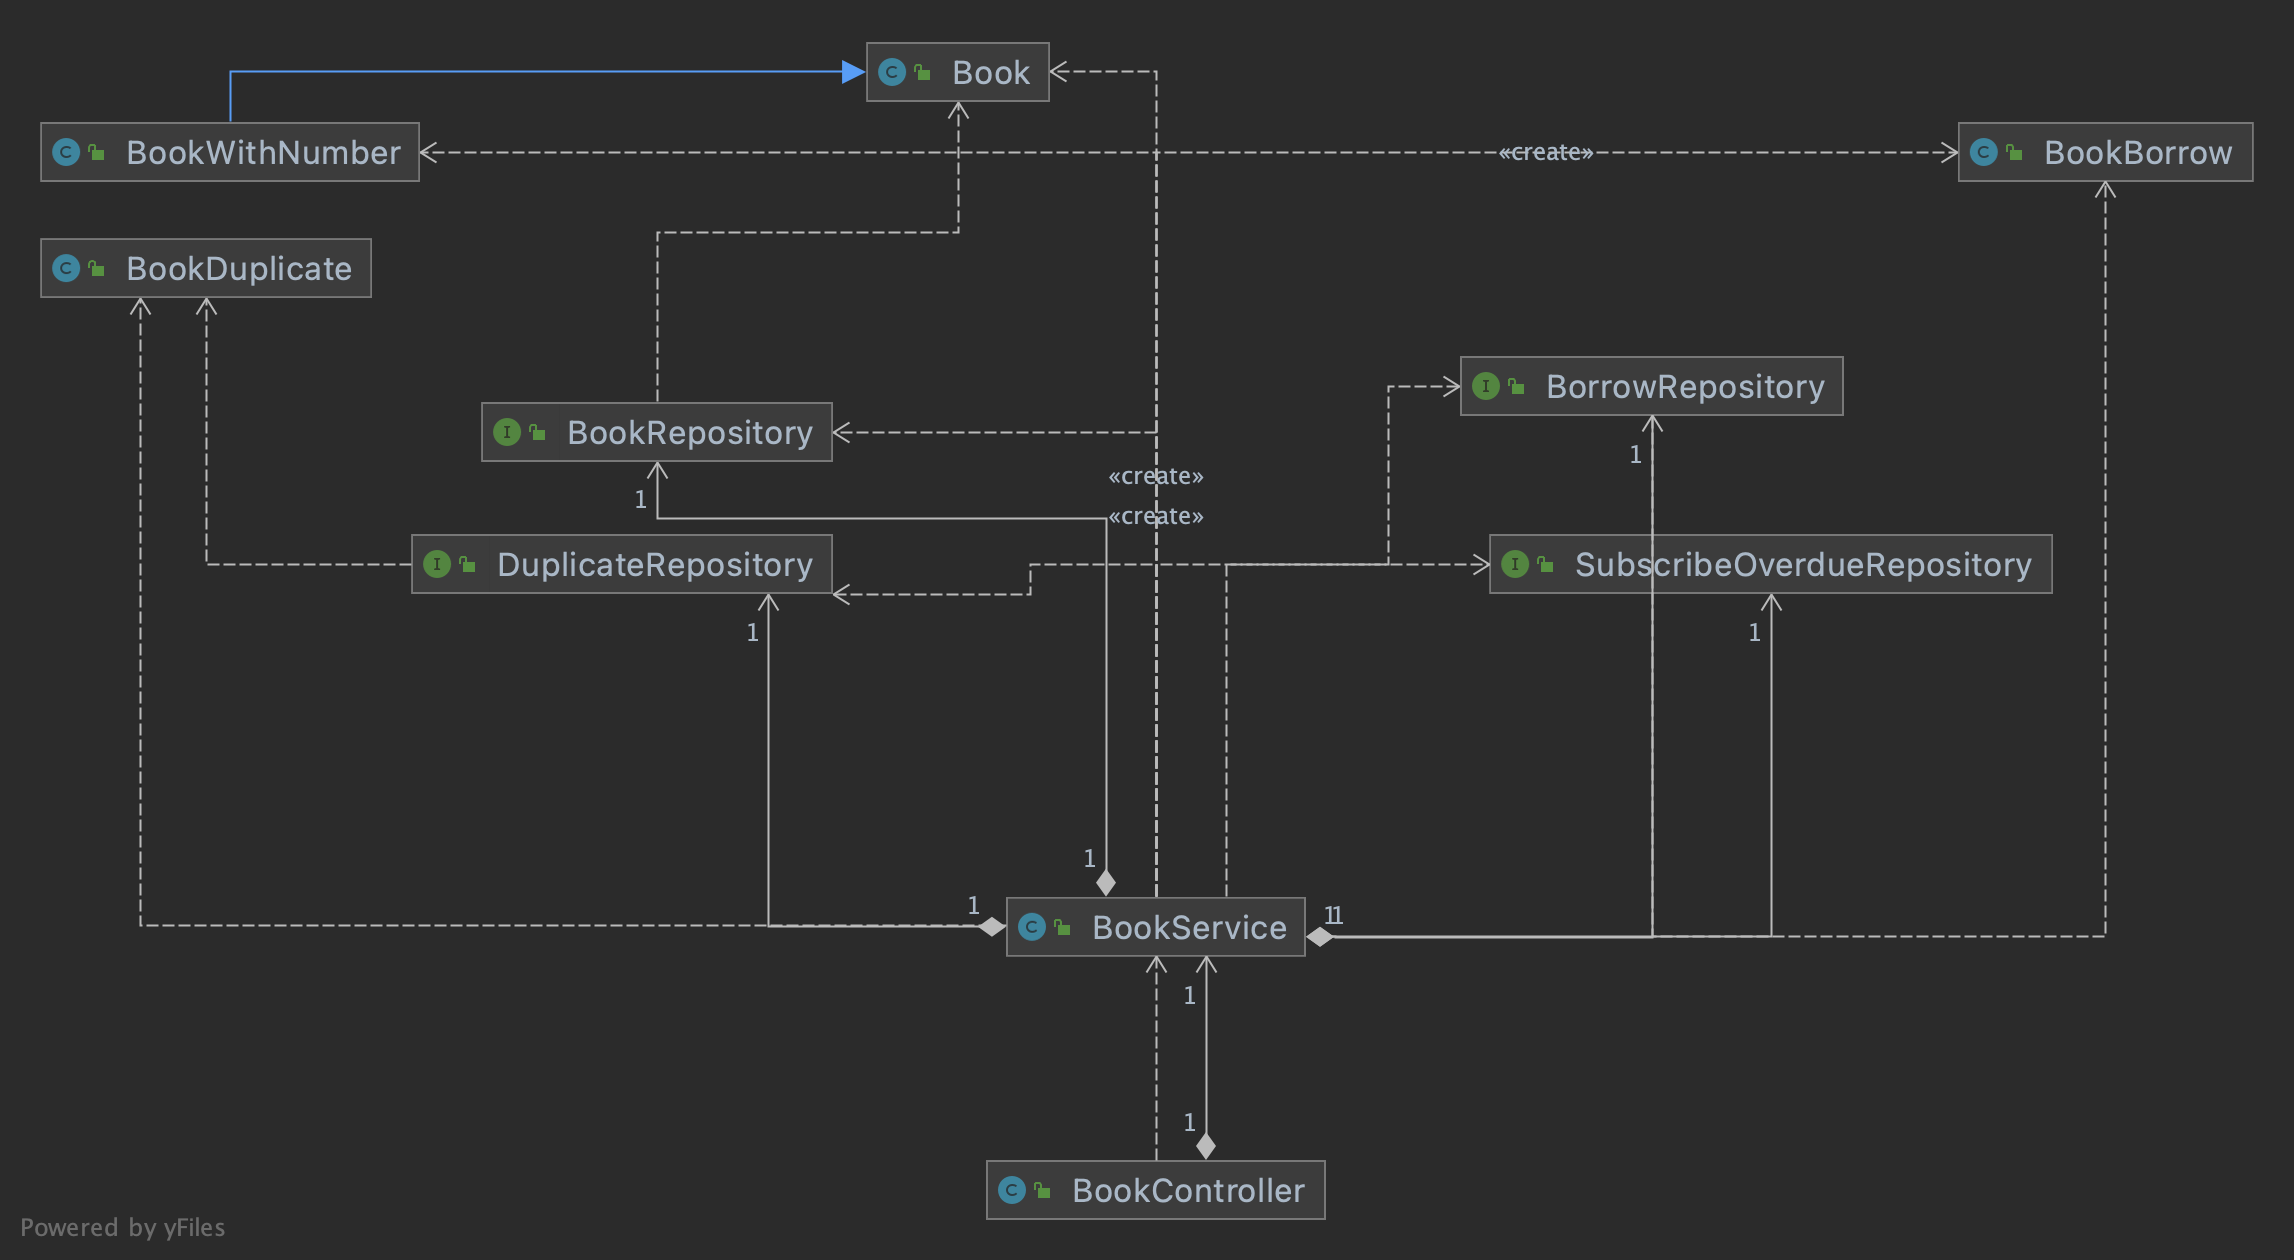 Book
BookWithNumber
«create»
BookBorrow
BookDuplicate
BorrowRepository
BookRepository
1
«create»
1
«create»
DuplicateRepository
SubscribeOverdueRepository
1
1
1
1
11
BookService
1
1
BookController
Powered by yFiles